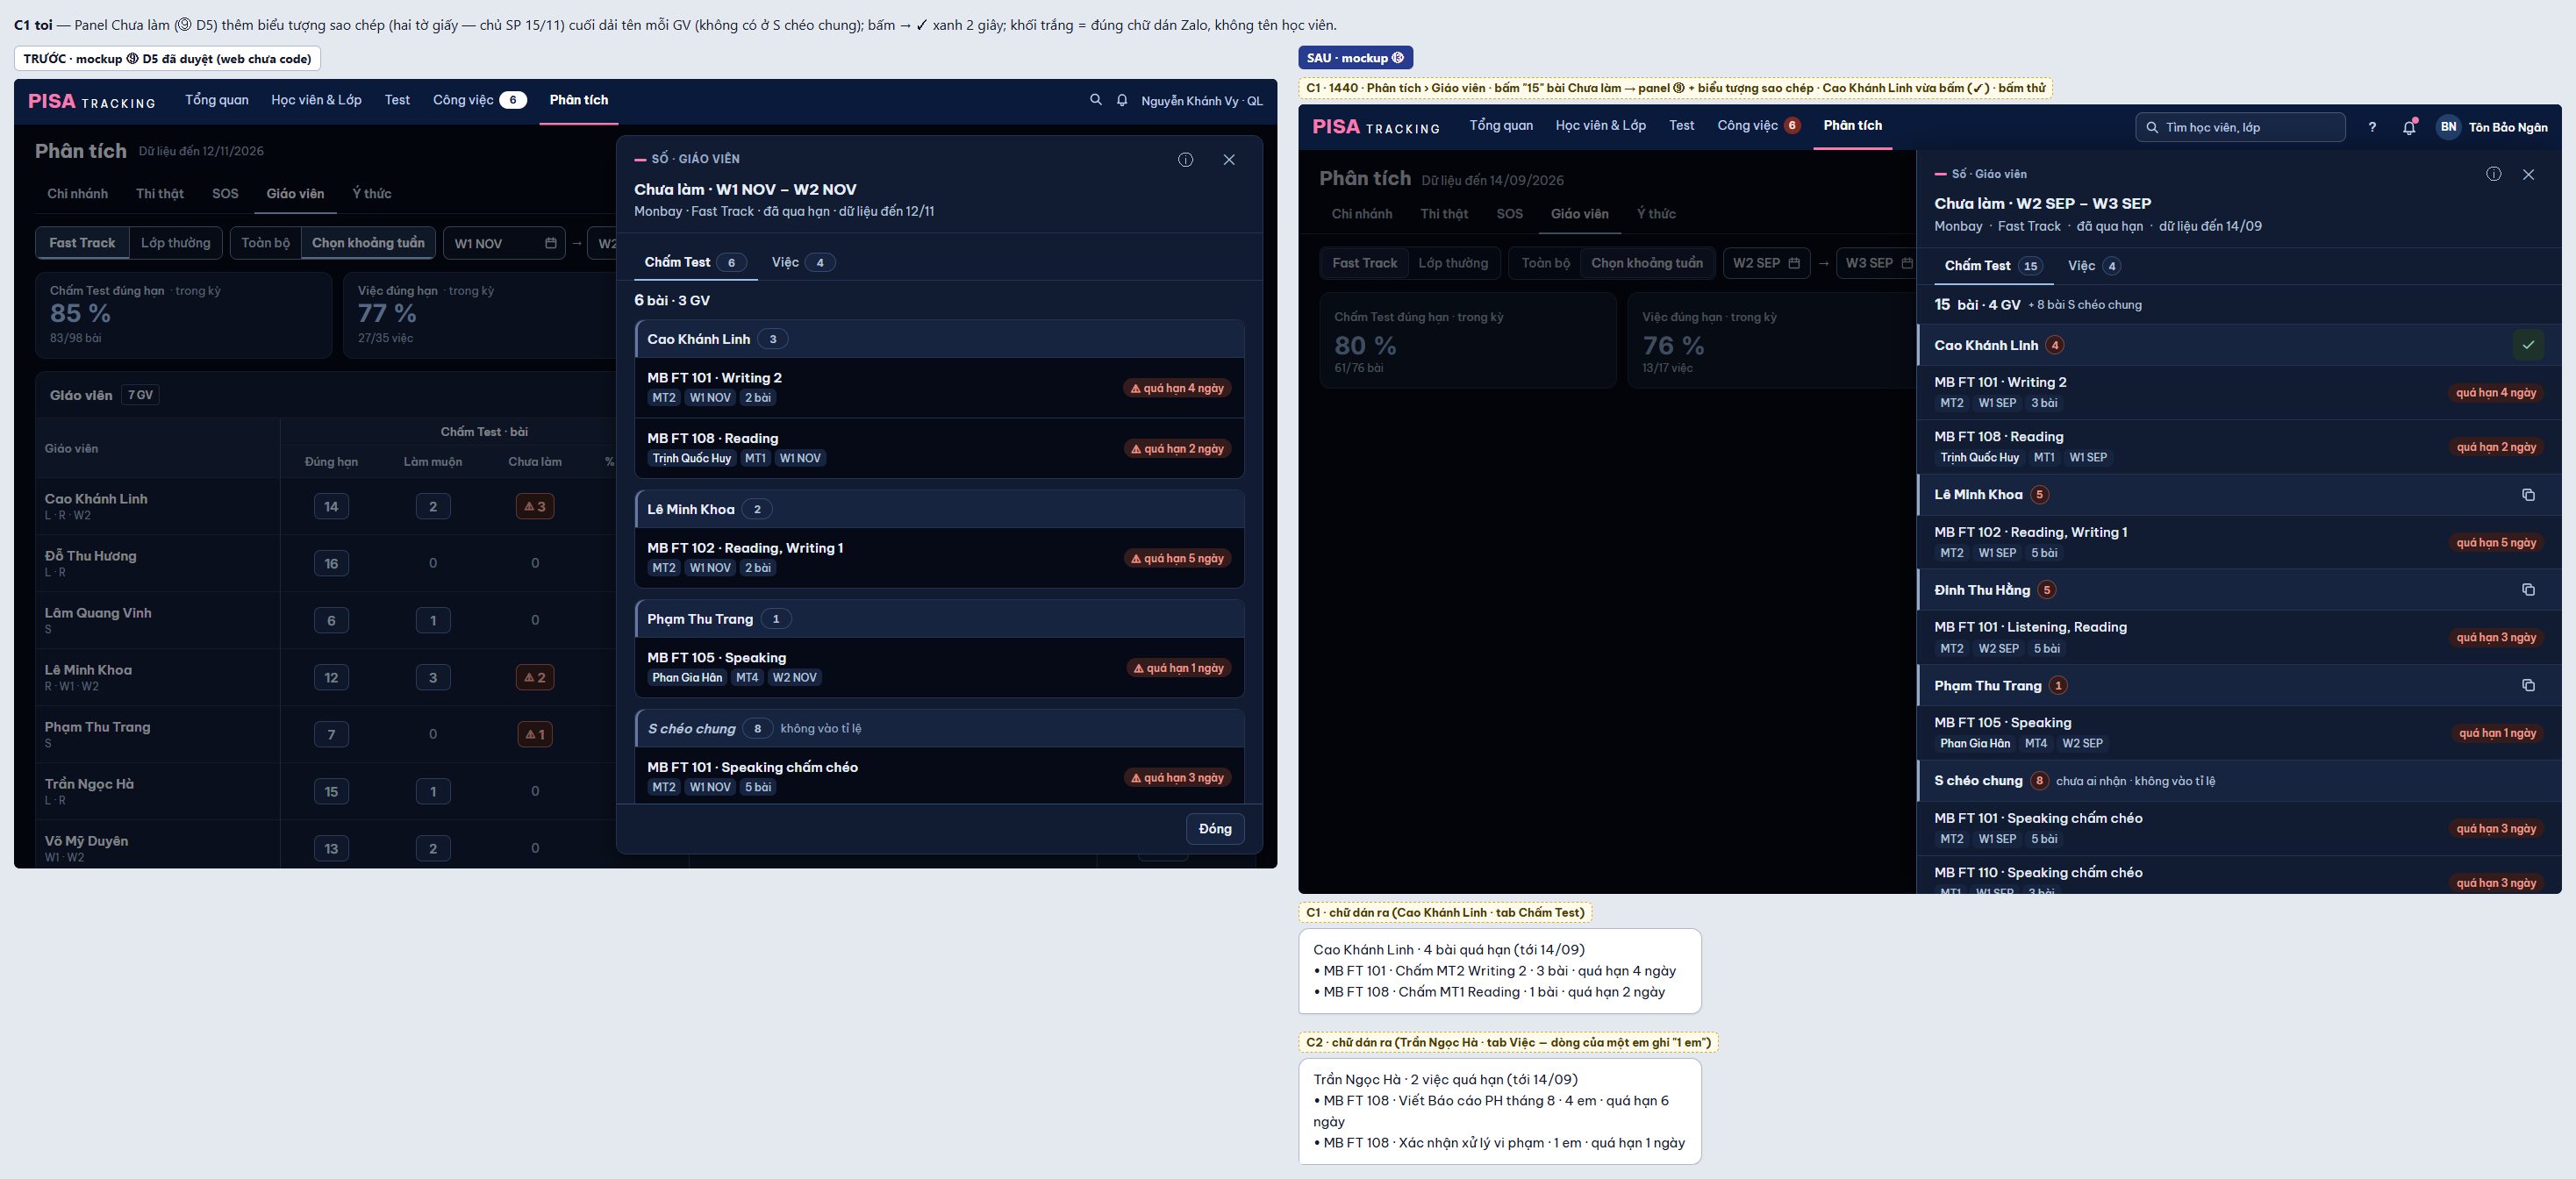 C1 toi — Panel Chưa làm (⑨ D5) thêm biểu tượng sao chép (hai tờ giấy — chủ SP 15/11) cuối dải tên mỗi GV (không có ở S chéo chung); bấm → ✓ xanh 2 giây; khối trắng = đúng chữ dán Zalo, không tên học viên.
TRƯỚC · mockup ⑨ D5 đã duyệt (web chưa code)
PISA TRACKING Tổng quan Học viên & Lớp Test Công việc 6 Phân tích Nguyễn Khánh Vy · QL
Phân tích Dữ liệu đến 12/11/2026
Chi nhánh Thi thật SOS Giáo viên Ý thức
Fast Track Lớp thường Toàn bộ Chọn khoảng tuần W1 NOV → W2
Chấm Test đúng hạn · trong kỳ
85 %
83/98 bài
Việc đúng hạn · trong kỳ
77 %
27/35 việc
Giáo viên 7 GV
Giáo viên Chấm Test · bài
Đúng hạn Làm muộn Chưa làm %
Cao Khánh Linh 14 2 ⚠ 3
L · R · W2
Đỗ Thu Hương 16 0 0
L · R
Lâm Quang Vinh 6 1 0
S
Lê Minh Khoa 12 3 ⚠ 2
R · W1 · W2
Phạm Thu Trang 7 0 ⚠ 1
S
Trần Ngọc Hà 15 1 0
L · R
Võ Mỹ Duyên 13 2 0
W1 · W2
SỐ · GIÁO VIÊN
Chưa làm · W1 NOV – W2 NOV
Monbay · Fast Track · đã qua hạn · dữ liệu đến 12/11
Chấm Test 6 Việc 4
6 bài · 3 GV
Cao Khánh Linh 3
MB FT 101 · Writing 2
MT2 W1 NOV 2 bài ⚠ quá hạn 4 ngày
MB FT 108 · Reading
Trịnh Quốc Huy MT1 W1 NOV ⚠ quá hạn 2 ngày
Lê Minh Khoa 2
MB FT 102 · Reading, Writing 1
MT2 W1 NOV 2 bài ⚠ quá hạn 5 ngày
Phạm Thu Trang 1
MB FT 105 · Speaking
Phan Gia Hân MT4 W2 NOV ⚠ quá hạn 1 ngày
S chéo chung 8 không vào tỉ lệ
MB FT 101 · Speaking chấm chéo
MT2 W1 NOV 5 bài ⚠ quá hạn 3 ngày
Đóng
SAU · mockup
C1 · 1440 · Phân tích › Giáo viên · bấm "15" bài Chưa làm → panel ⑨ + biểu tượng sao chép · Cao Khánh Linh vừa bấm (✓) · bấm thử
PISA TRACKING Tổng quan Học viên & Lớp Test Công việc 6 Phân tích Tìm học viên, lớp ? BN Tôn Bảo Ngân
Phân tích Dữ liệu đến 14/09/2026
Chi nhánh Thi thật SOS Giáo viên Ý thức
Fast Track Lớp thường Toàn bộ Chọn khoảng tuần W2 SEP → W3 SEP
Chấm Test đúng hạn · trong kỳ
80 %
61/76 bài
Việc đúng hạn · trong kỳ
76 %
13/17 việc
Số · Giáo viên
Chưa làm · W2 SEP – W3 SEP
Monbay · Fast Track · đã qua hạn · dữ liệu đến 14/09
Chấm Test 15 Việc 4
15 bài · 4 GV + 8 bài S chéo chung
Cao Khánh Linh 4
MB FT 101 · Writing 2
MT2 W1 SEP 3 bài quá hạn 4 ngày
MB FT 108 · Reading
Trịnh Quốc Huy MT1 W1 SEP quá hạn 2 ngày
Lê Minh Khoa 5
MB FT 102 · Reading, Writing 1
MT2 W1 SEP 5 bài quá hạn 5 ngày
Đinh Thu Hằng 5
MB FT 101 · Listening, Reading
MT2 W2 SEP 5 bài quá hạn 3 ngày
Phạm Thu Trang 1
MB FT 105 · Speaking
Phan Gia Hân MT4 W2 SEP quá hạn 1 ngày
S chéo chung 8 chưa ai nhận · không vào tỉ lệ
MB FT 101 · Speaking chấm chéo
MT2 W1 SEP 5 bài quá hạn 3 ngày
MB FT 110 · Speaking chấm chéo
MT1 W1 SEP 3 bài quá hạn 3 ngày
C1 · chữ dán ra (Cao Khánh Linh · tab Chấm Test)
Cao Khánh Linh · 4 bài quá hạn (tới 14/09)
• MB FT 101 · Chấm MT2 Writing 2 · 3 bài · quá hạn 4 ngày
• MB FT 108 · Chấm MT1 Reading · 1 bài · quá hạn 2 ngày
C2 · chữ dán ra (Trần Ngọc Hà · tab Việc — dòng của một em ghi "1 em")
Trần Ngọc Hà · 2 việc quá hạn (tới 14/09)
• MB FT 108 · Viết Báo cáo PH tháng 8 · 4 em · quá hạn 6
ngày
• MB FT 108 · Xác nhận xử lý vi phạm · 1 em · quá hạn 1 ngày